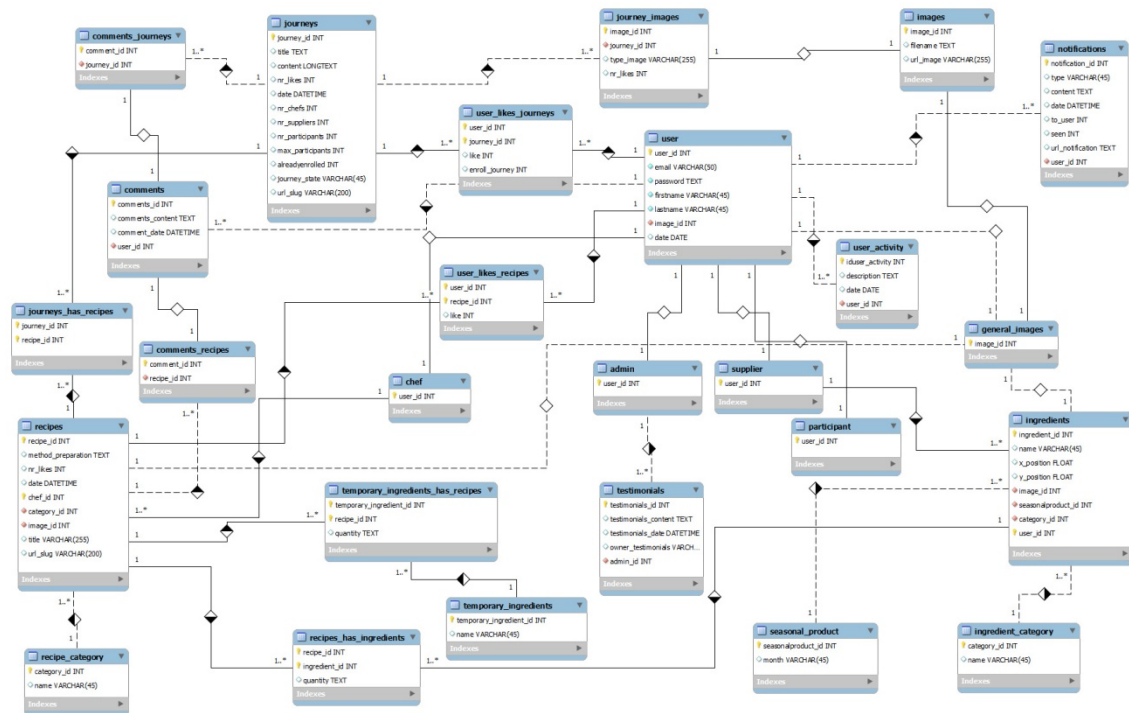 comments_journeys
comment_id INT
journey_id INT
Indexes
journeys
journey_id INT
title TEXT
content LONGTEXT
nr_likes INT
date DATETIME
nr_chefs INT
nr_suppliers INT
nr_participants INT
max_participants INT
alreadyenrolled INT
journey_state VARCHAR(45)
url_slug VARCHAR(200)
Indexes
journey_images
image_id INT
journey_id INT
type_image VARCHAR(255)
nr_likes INT
Indexes
images
image_id INT
filename TEXT
url_image VARCHAR(255)
Indexes
notifications
notification_id INT
type VARCHAR(45)
content TEXT
date DATETIME
to_user INT
seen INT
url_notification TEXT
user_id INT
Indexes
user_likes_journeys
user_id INT
journey_id INT
like INT
enroll_journey INT
Indexes
user
user_id INT
email VARCHAR(50)
password TEXT
firstname VARCHAR(45)
lastname VARCHAR(45)
image_id INT
date DATE
Indexes
comments
comments_id INT
comments_content TEXT
comment_date DATETIME
user_id INT
Indexes
user_activity
iduser_activity INT
description TEXT
date DATE
user_id INT
Indexes
user_likes_recipes
user_id INT
recipe_id INT
like INT
Indexes
journeys_has_recipes
journey_id INT
recipe_id INT
Indexes
comments_recipes
comment_id INT
recipe_id INT
Indexes
general_images
image_id INT
Indexes
chef
user_id INT
Indexes
admin
user_id INT
Indexes
supplier
user_id INT
Indexes
participant
user_id INT
Indexes
recipes
recipe_id INT
method_preparation TEXT
nr_likes INT
date DATETIME
chef_id INT
category_id INT
image_id INT
title VARCHAR(255)
url_slug VARCHAR(200)
Indexes
ingredients
ingredient_id INT
name VARCHAR(45)
x_position FLOAT
y_position FLOAT
image_id INT
seasonalproduct_id INT
category_id INT
user_id INT
Indexes
temporary_ingredients_has_recipes
temporary_ingredient_id INT
recipe_id INT
quantity TEXT
Indexes
testimonials
testimonials_id INT
testimonials_content TEXT
testimonials_date DATETIME
owner_testimonials VARCH...
admin_id INT
Indexes
temporary_ingredients
temporary_ingredient_id INT
name VARCHAR(45)
Indexes
recipes_has_ingredients
recipe_id INT
ingredient_id INT
quantity TEXT
Indexes
seasonal_product
seasonalproduct_id INT
month VARCHAR(45)
Indexes
ingredient_category
category_id INT
name VARCHAR(45)
Indexes
recipe_category
category_id INT
name VARCHAR(45)
Indexes